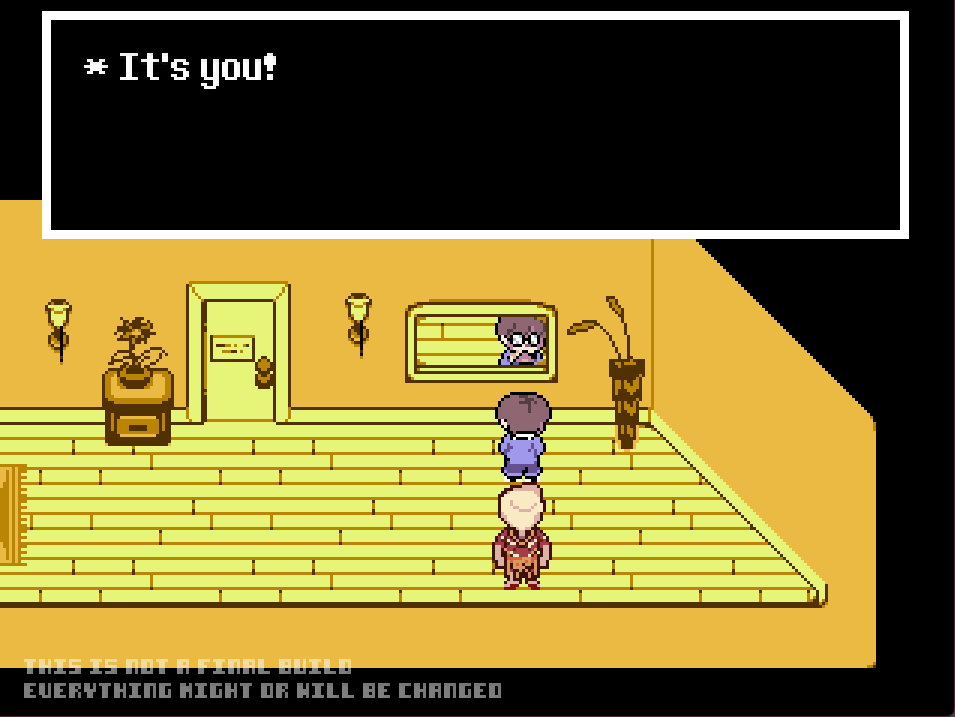 * It's you!
THIS IS NOT A FINAL BUILD
EVERYTHING MIGHT OR WILL BE CHANGED